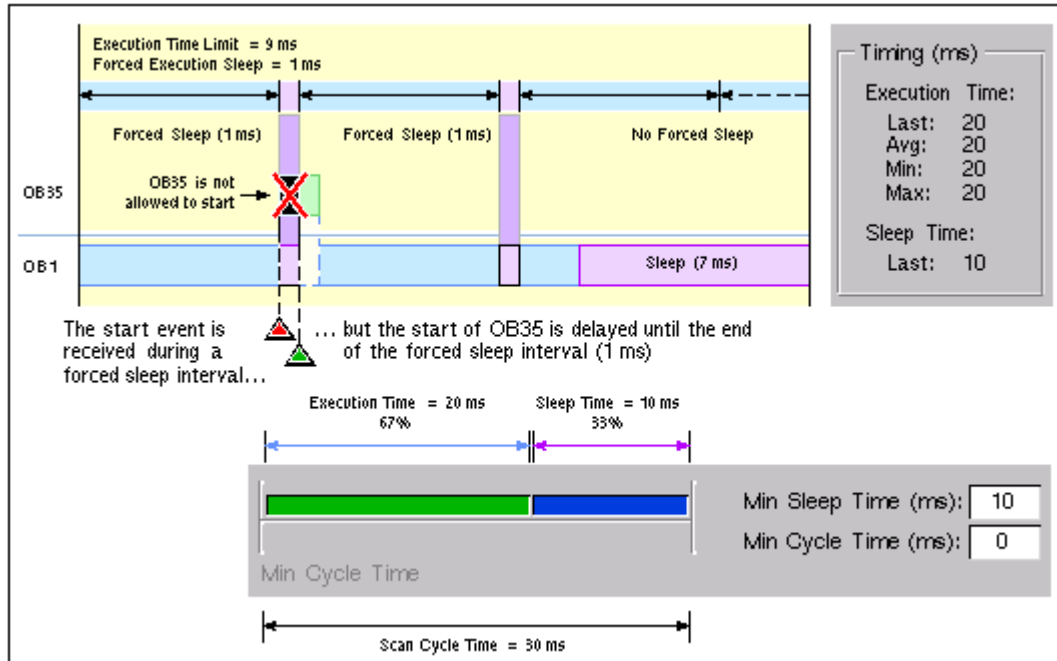 Execution Time Limit = 9 ms
Forced Execution Sleep = 1 ms
Forced Sleep (1 ms)
Forced Sleep (1 ms)
No Forced Sleep
OB35
OB35 is not
allowed to start
OB1
Sleep (7 ms)
The start event is
received during a
forced sleep interval...
... but the start of OB35 is delayed until the end
of the forced sleep interval (1 ms)
Timing (ms)
Execution Time:
Last: 20
Avg: 20
Min: 20
Max: 20
Sleep Time:
Last: 10
Execution Time = 20 ms
67%
Sleep Time = 10 ms
33%
Min Sleep Time (ms): 10
Min Cycle Time (ms): 0
Min Cycle Time
Scan Cycle Time = 30 ms